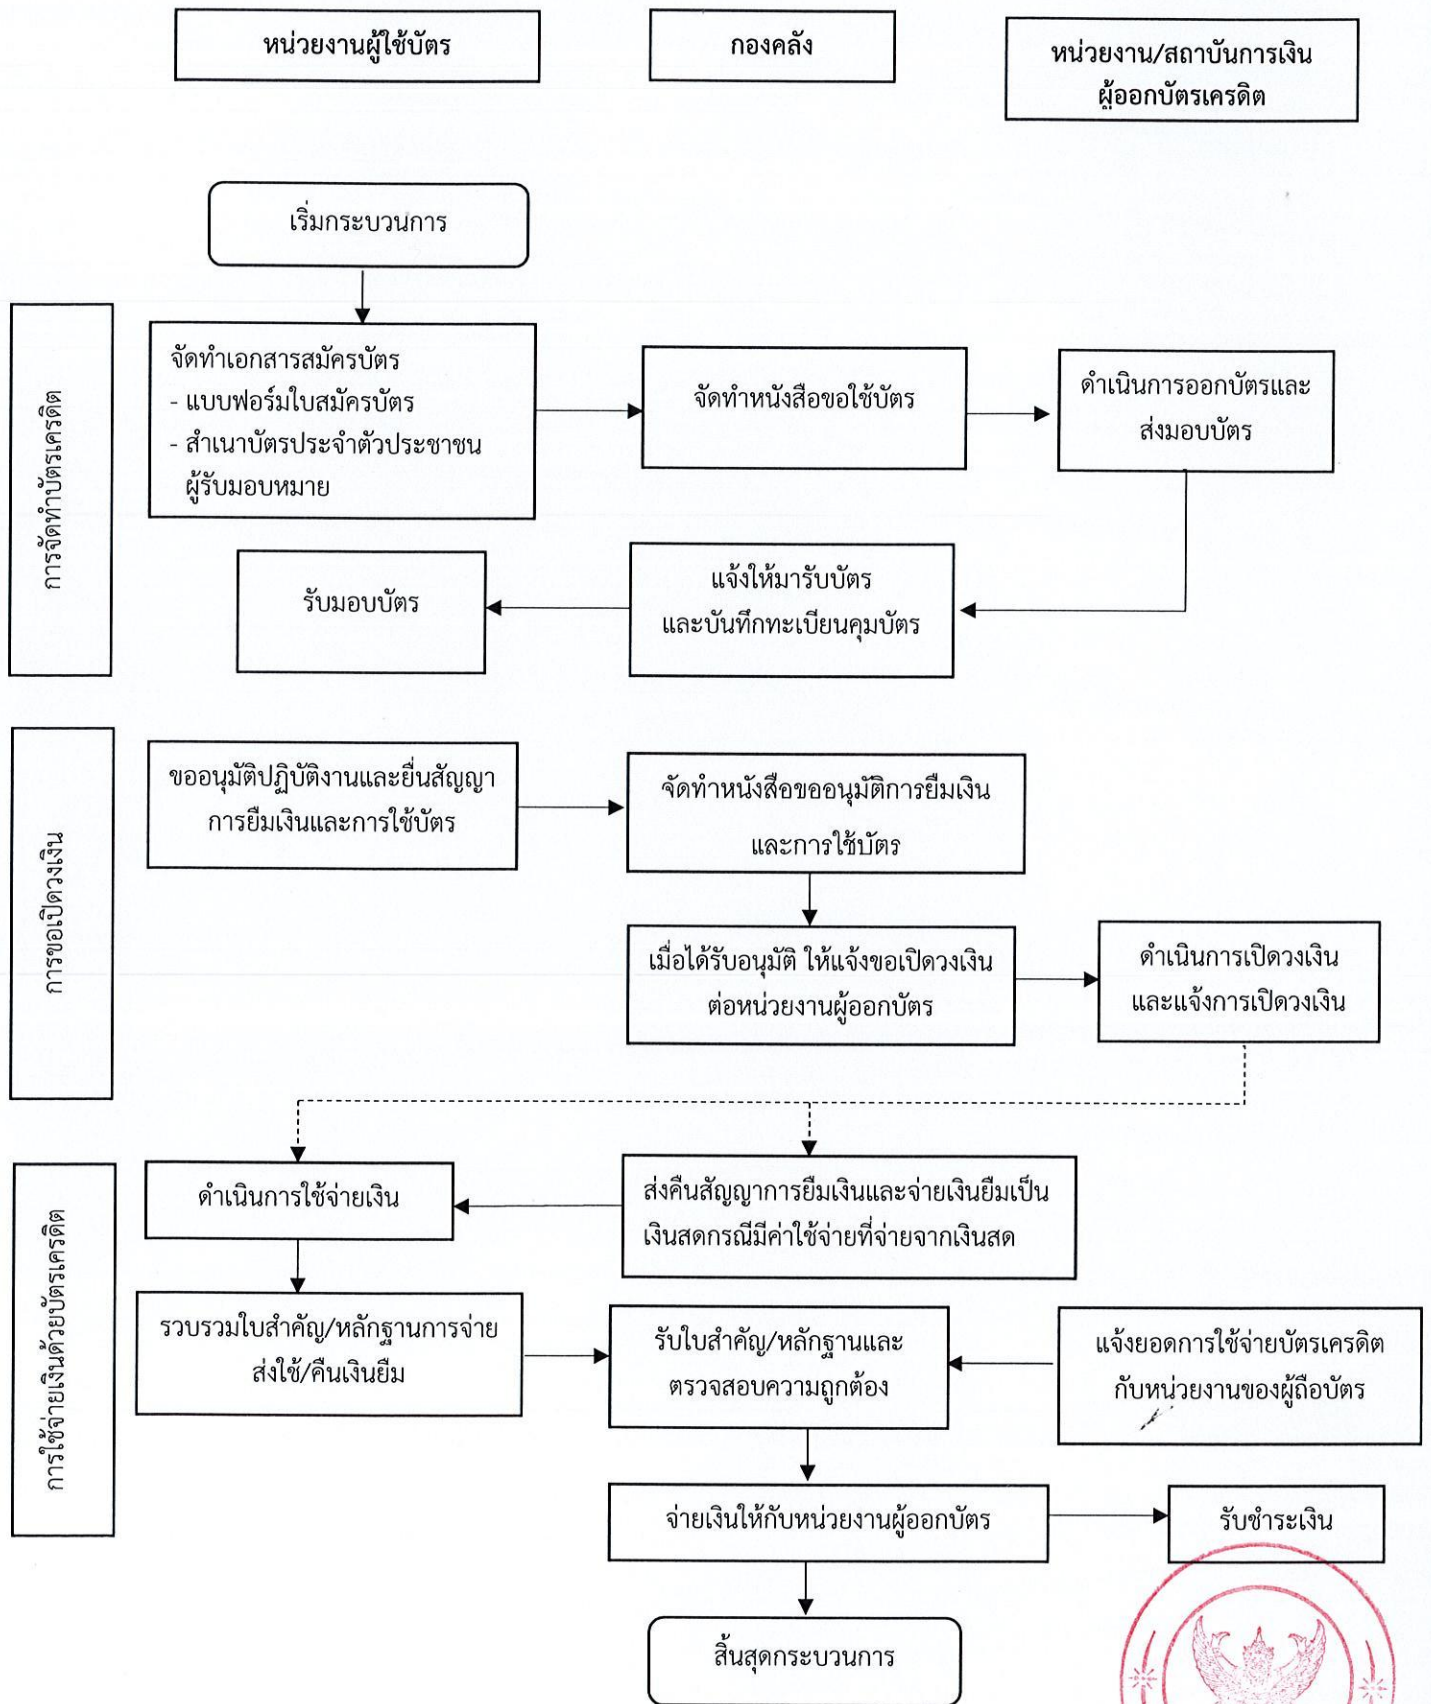 หน่วยงานผู้ใช้บัตร
กองคลัง
หน่วยงาน/สถาบันการเงิน
ผู้ออกบัตรเครดิต
เริ่มกระบวนการ
การจัดทำบัตรเครดิต
จัดทำเอกสารสมัครบัตร
- แบบฟอร์มใบสมัครบัตร
- สำเนาบัตรประจำตัวประชาชน
ผู้รับมอบหมาย
จัดทำหนังสือขอใช้บัตร
ดำเนินการออกบัตรและ
ส่งมอบบัตร
รับมอบบัตร
แจ้งให้มารับบัตร
และบันทึกทะเบียนคุมบัตร
การขอเปิดวงเงิน
ขออนุมัติปฏิบัติงานและยื่นสัญญา
การยืมเงินและการใช้บัตร
จัดทำหนังสือขออนุมัติการยืมเงิน
และการใช้บัตร
เมื่อได้รับอนุมัติ ให้แจ้งขอเปิดวงเงิน
ต่อหน่วยงานผู้ออกบัตร
ดำเนินการเปิดวงเงิน
และแจ้งการเปิดวงเงิน
การใช้จ่ายเงินด้วยบัตรเครดิต
ดำเนินการใช้จ่ายเงิน
ส่งคืนสัญญาการยืมเงินและจ่ายเงินยืมเป็น
เงินสดกรณีมีค่าใช้จ่ายที่จ่ายจากเงินสด
รวบรวมใบสำคัญ/หลักฐานการจ่าย
ส่งใช้/คืนเงินยืม
รับใบสำคัญ/หลักฐานและ
ตรวจสอบความถูกต้อง
แจ้งยอดการใช้จ่ายบัตรเครดิต
กับหน่วยงานของผู้ถือบัตร
จ่ายเงินให้กับหน่วยงานผู้ออกบัตร
รับชำระเงิน
สิ้นสุดกระบวนการ